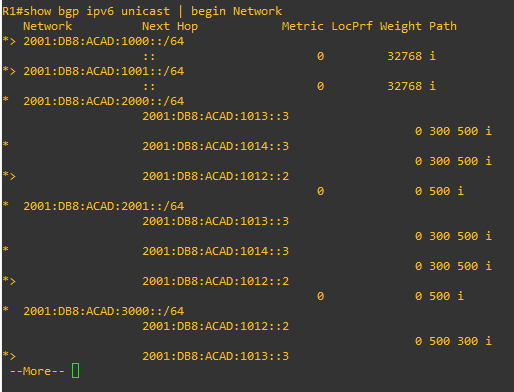 R1#show bgp ipv6 unicast | begin Network
     Network          Next Hop            Metric LocPrf Weight Path
*>  2001:DB8:ACAD:1000::/64
                      ::                       0         32768 i
*>  2001:DB8:ACAD:1001::/64
                      ::                       0         32768 i
*   2001:DB8:ACAD:2000::/64
                      2001:DB8:ACAD:1013::3
                                                             0 300 500 i
*                     2001:DB8:ACAD:1014::3
                                                             0 300 500 i
*>                    2001:DB8:ACAD:1012::2
                                               0             0 500 i
*   2001:DB8:ACAD:2001::/64
                      2001:DB8:ACAD:1013::3
                                                             0 300 500 i
*                     2001:DB8:ACAD:1014::3
                                                             0 300 500 i
*>                    2001:DB8:ACAD:1012::2
                                               0             0 500 i
*   2001:DB8:ACAD:3000::/64
                      2001:DB8:ACAD:1012::2
                                                             0 500 300 i
*>                    2001:DB8:ACAD:1013::3
 --More--